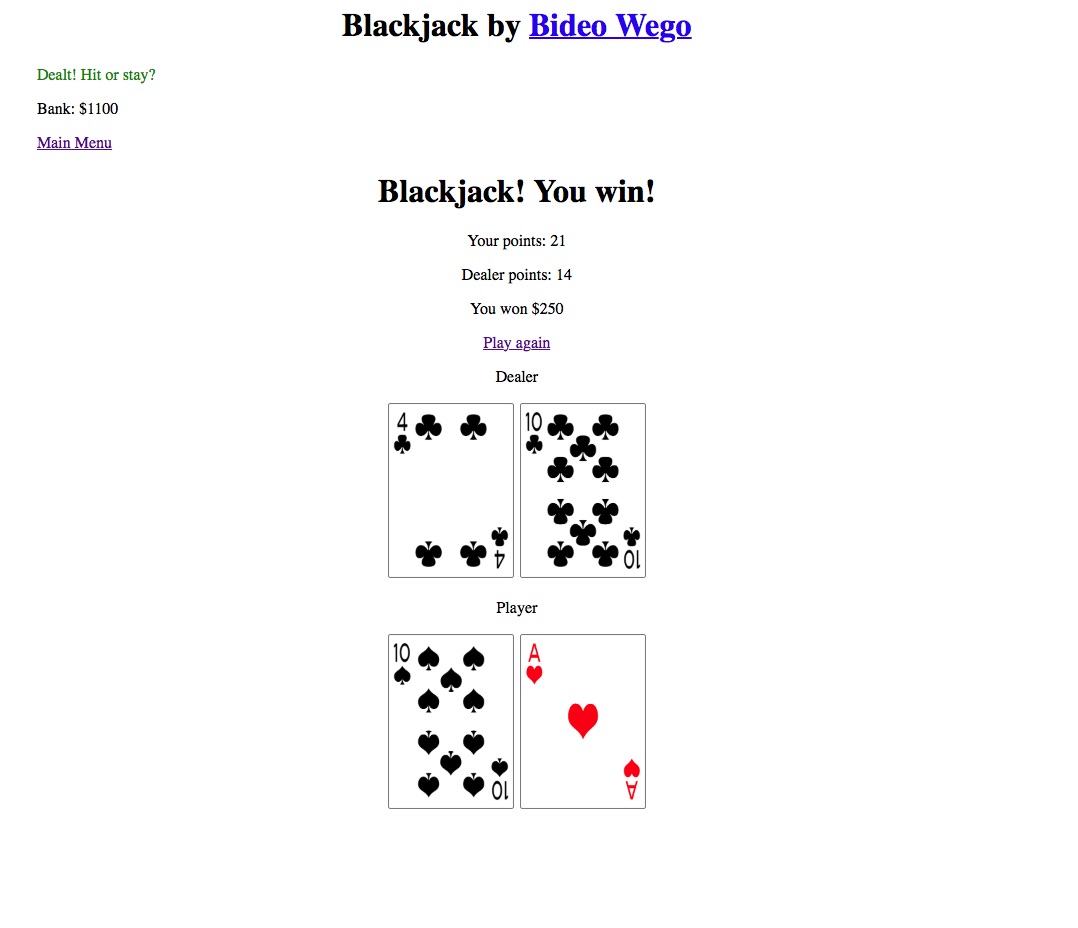 Blackjack by Bideo Wego
Dealt! Hit or stay?
Bank: $1100
Main Menu
Blackjack! You win!
Your points: 21
Dealer points: 14
You won $250
Play again
Dealer
4 10
4 10
Player
10 A
10 A